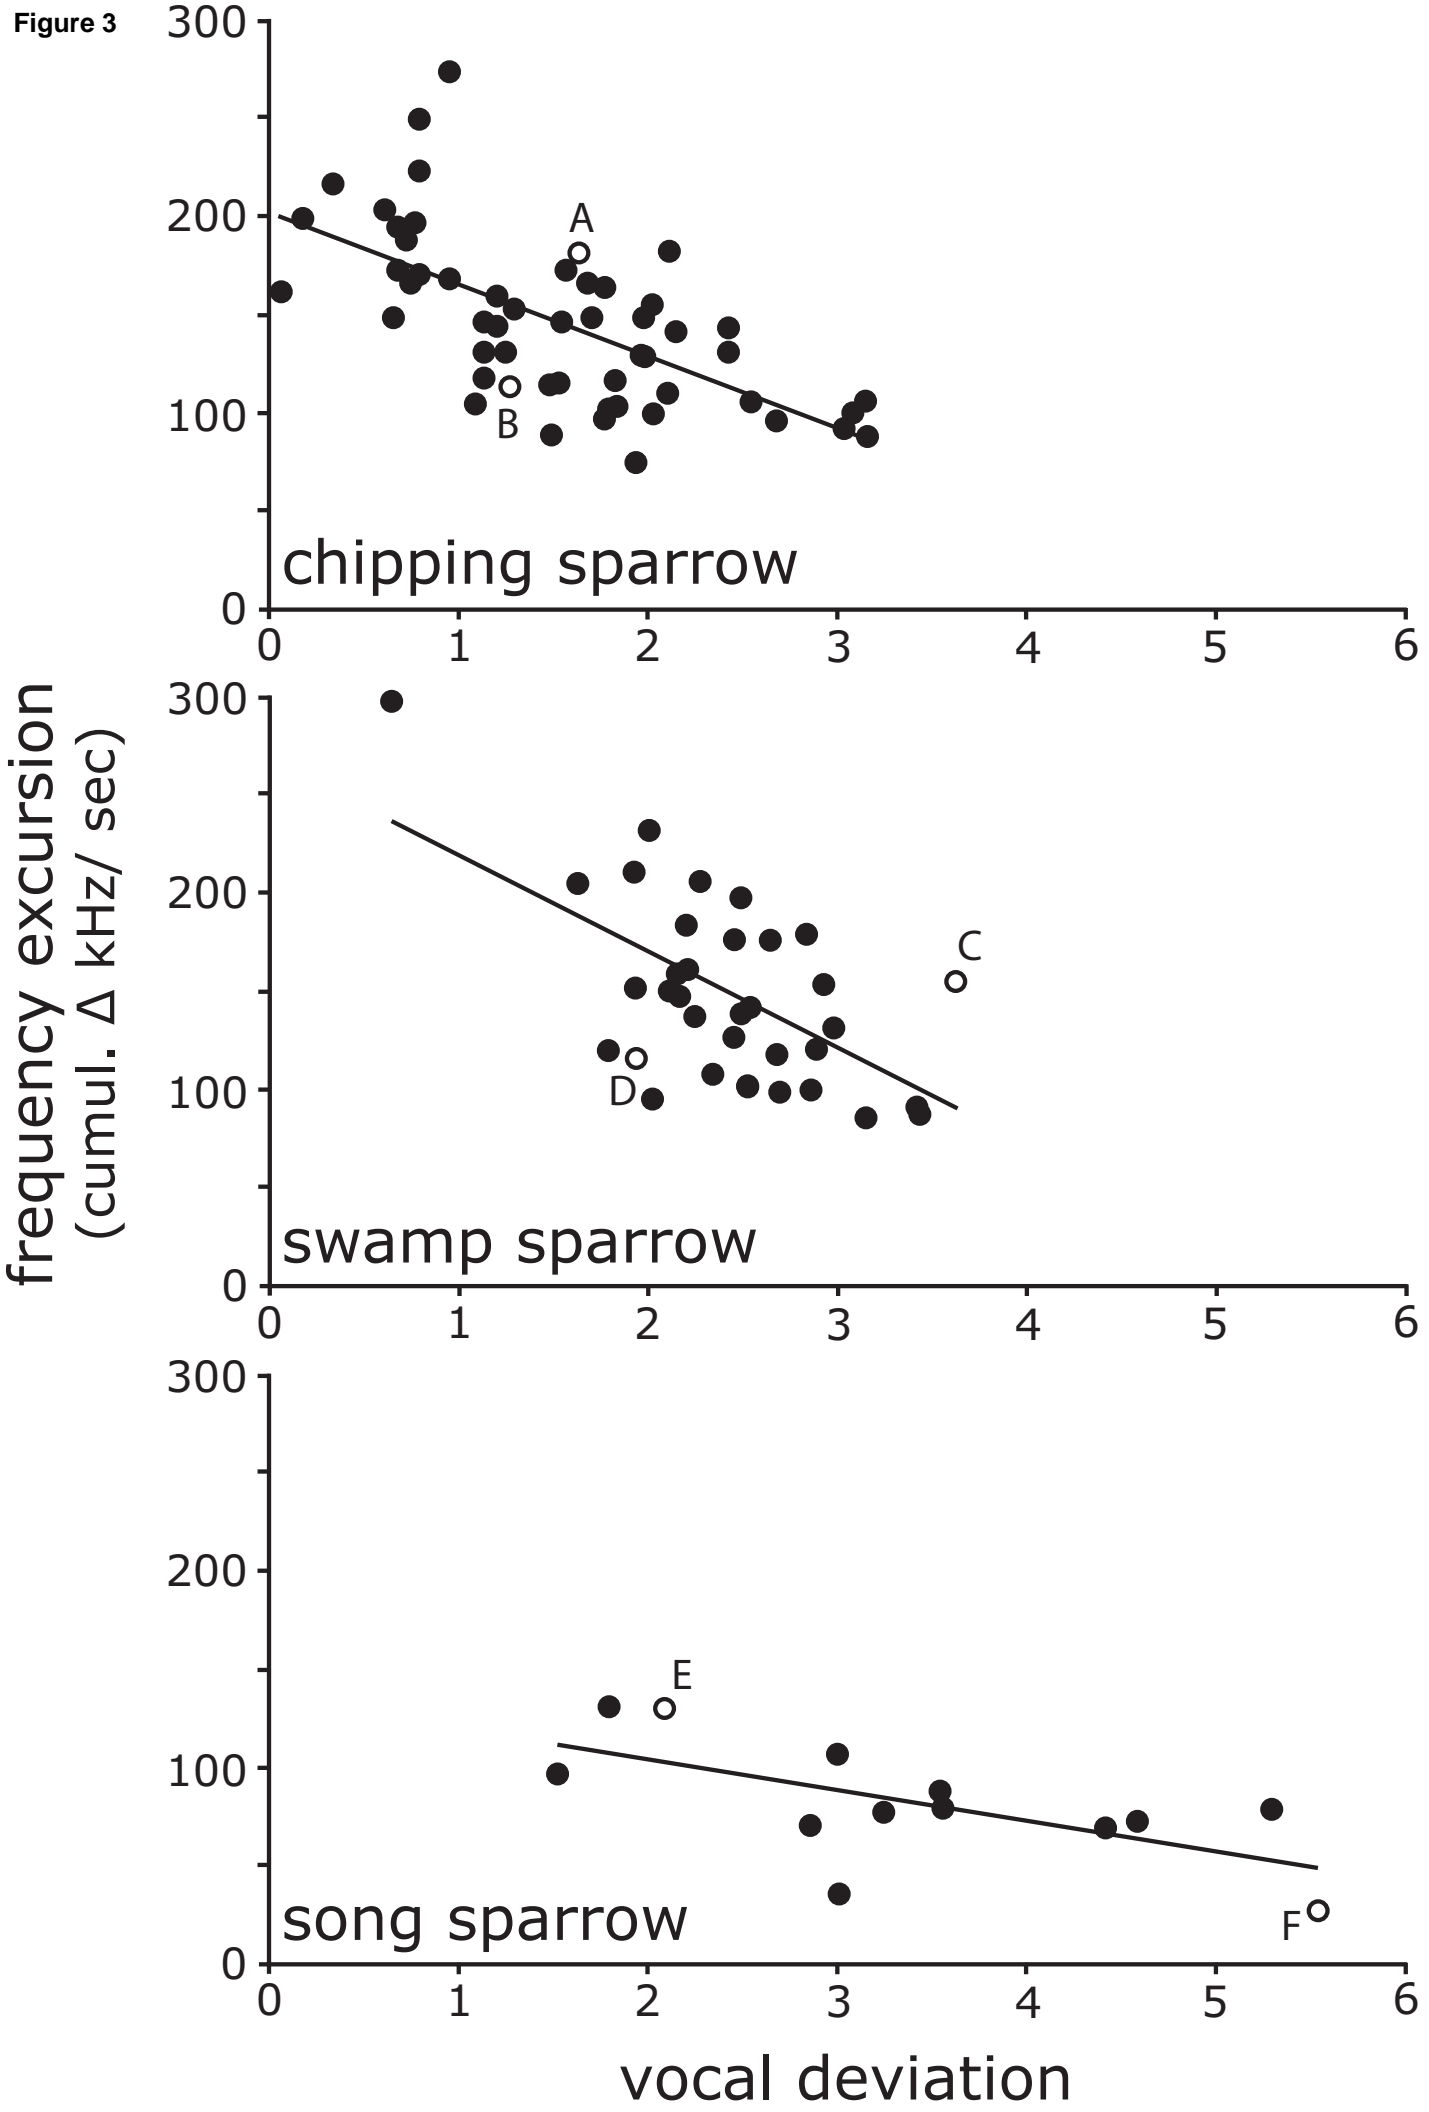 Figure 3
300
200
100
0
A
B
chipping sparrow
0 1 2 3 4 5 6
frequency excursion
(cumul. Δ kHz/ sec)
300
200
100
0
C
D
swamp sparrow
0 1 2 3 4 5 6
300
200
100
0
E
F
song sparrow
0 1 2 3 4 5 6
vocal deviation